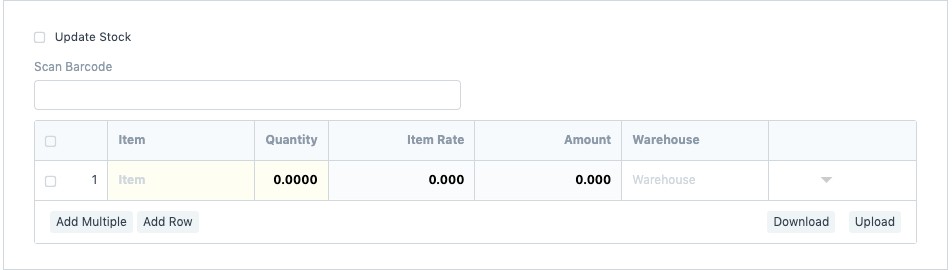 Update Stock
Scan Barcode
Item Quantity Item Rate Amount Warehouse
1 Item 0.0000 0.000 0.000 Warehouse
Add Multiple Add Row Download Upload